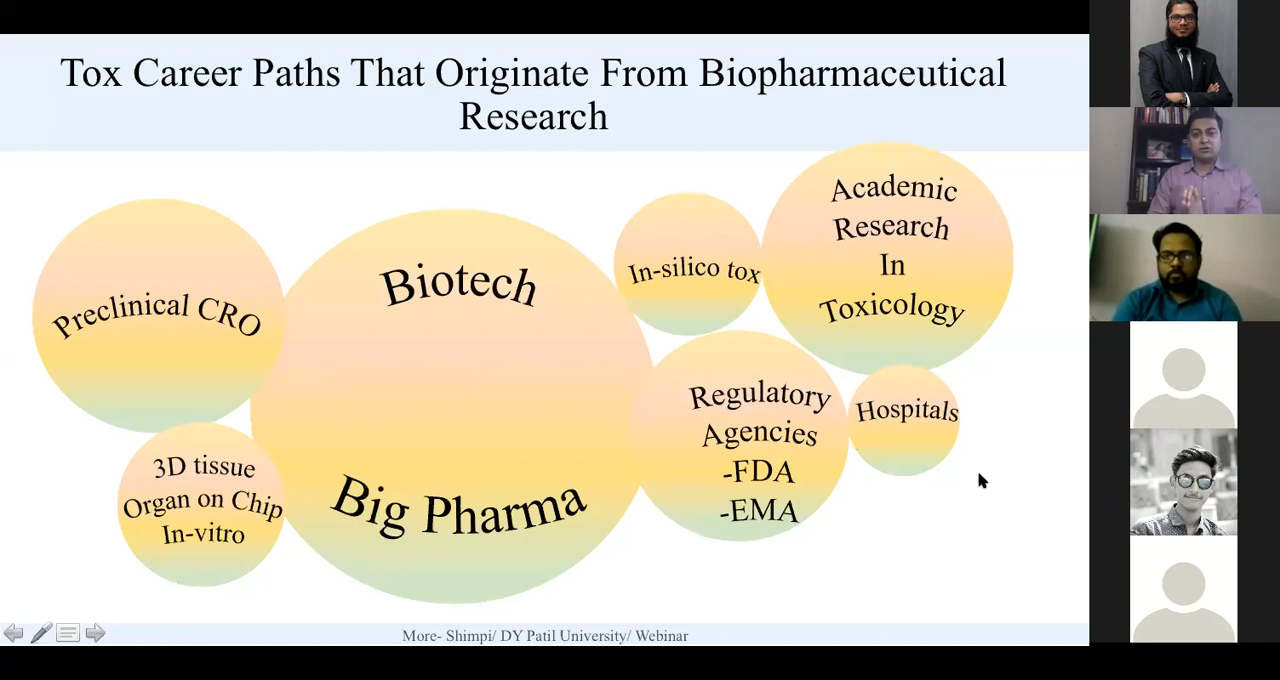 Tox Career Paths That Originate From Biopharmaceutical
Research
Preclinical CRO
3D tissue
Organ on Chip
In-vitro
Biotech
Big Pharma
In-silico tox
Academic
Research
In
Toxicology
Regulatory
Agencies
-FDA
-EMA
Hospitals
More- Shimpi/ DY Patil University/ Webinar